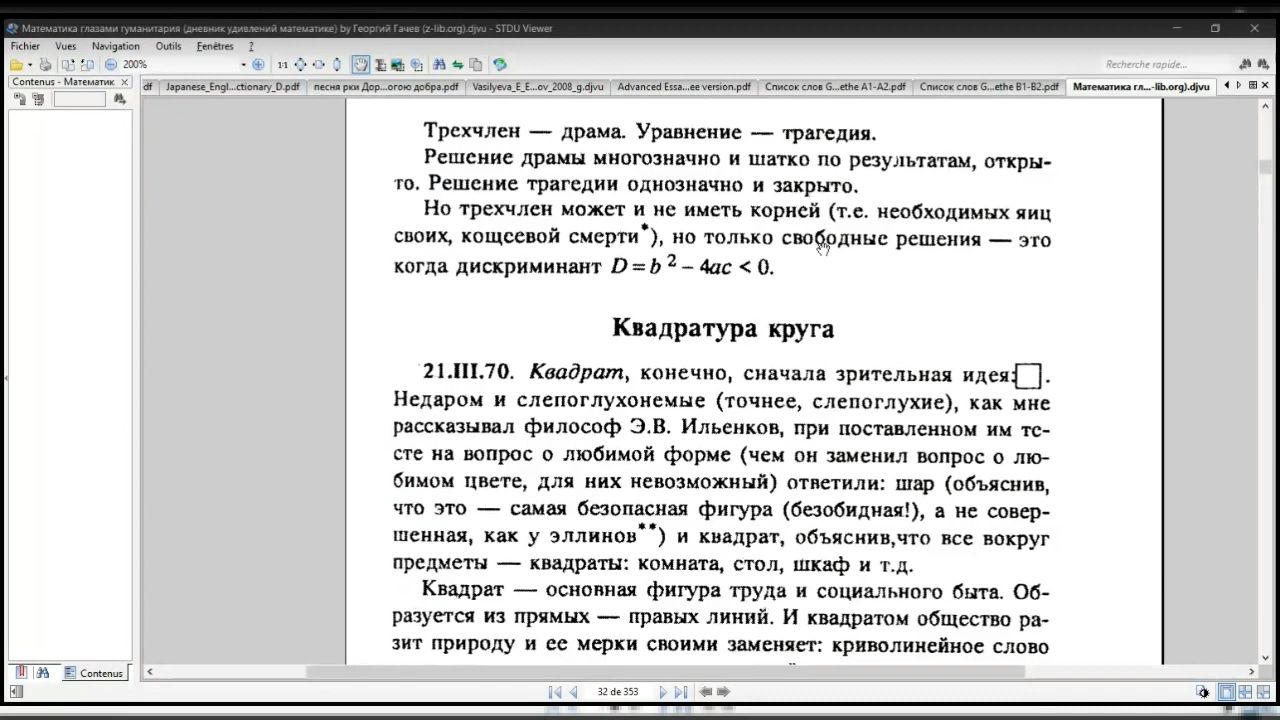 Математика глазами гуманитария (дневник удивлений математике) by Георгий Гачев (z-lib.org).djvu - STDU Viewer
Fichier Vues Navigation Outils Fenêtres ?
200% 1:1 Recherche rapide...
Contenus - Математик
df Japanese_Engl...ctionary_D.pdf песня рки Дор...огою добра.pdf Vasilyeva_E_E...ov_2008_g.djvu Advanced Essa...ee version.pdf Список слов G...ethe A1-A2.pdf Список слов G...ethe B1-B2.pdf Математика гл...-lib.org).djvu
Трехчлен — драма. Уравнение — трагедия.
Решение драмы многозначно и шатко по результатам, откры-
то. Решение трагедии однозначно и закрыто.
Но трехчлен может и не иметь корней (т.е. необходимых яиц
своих, кощеевой смерти*), но только свободные решения — это
когда дискриминант D = b² – 4ac < 0.
Квадратура круга
21.III.70. Квадрат, конечно, сначала зрительная идея: □.
Недаром и слепоглухонемые (точнее, слепоглухие), как мне
рассказывал философ Э.В. Ильенков, при поставленном им те-
сте на вопрос о любимой форме (чем он заменил вопрос о лю-
бимом цвете, для них невозможный) ответили: шар (объяснив,
что это — самая безопасная фигура (безобидная!), а не совер-
шенная, как у эллинов**) и квадрат, объяснив,что все вокруг
предметы — квадраты: комната, стол, шкаф и т.д.
Квадрат — основная фигура труда и социального быта. Об-
разуется из прямых — правых линий. И квадратом общество ра-
зит природу и ее мерки своими заменяет: криволинейное слово
Contenus
32 de 353